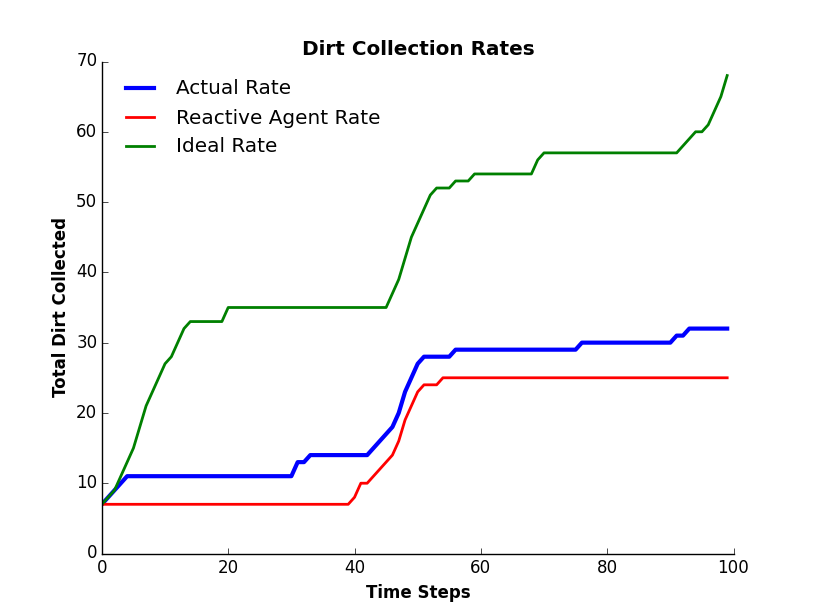 Dirt Collection Rates
Actual Rate
Reactive Agent Rate
Ideal Rate
Total Dirt Collected
70
60
50
40
30
20
10
0
0 20 40 60 80 100
Time Steps